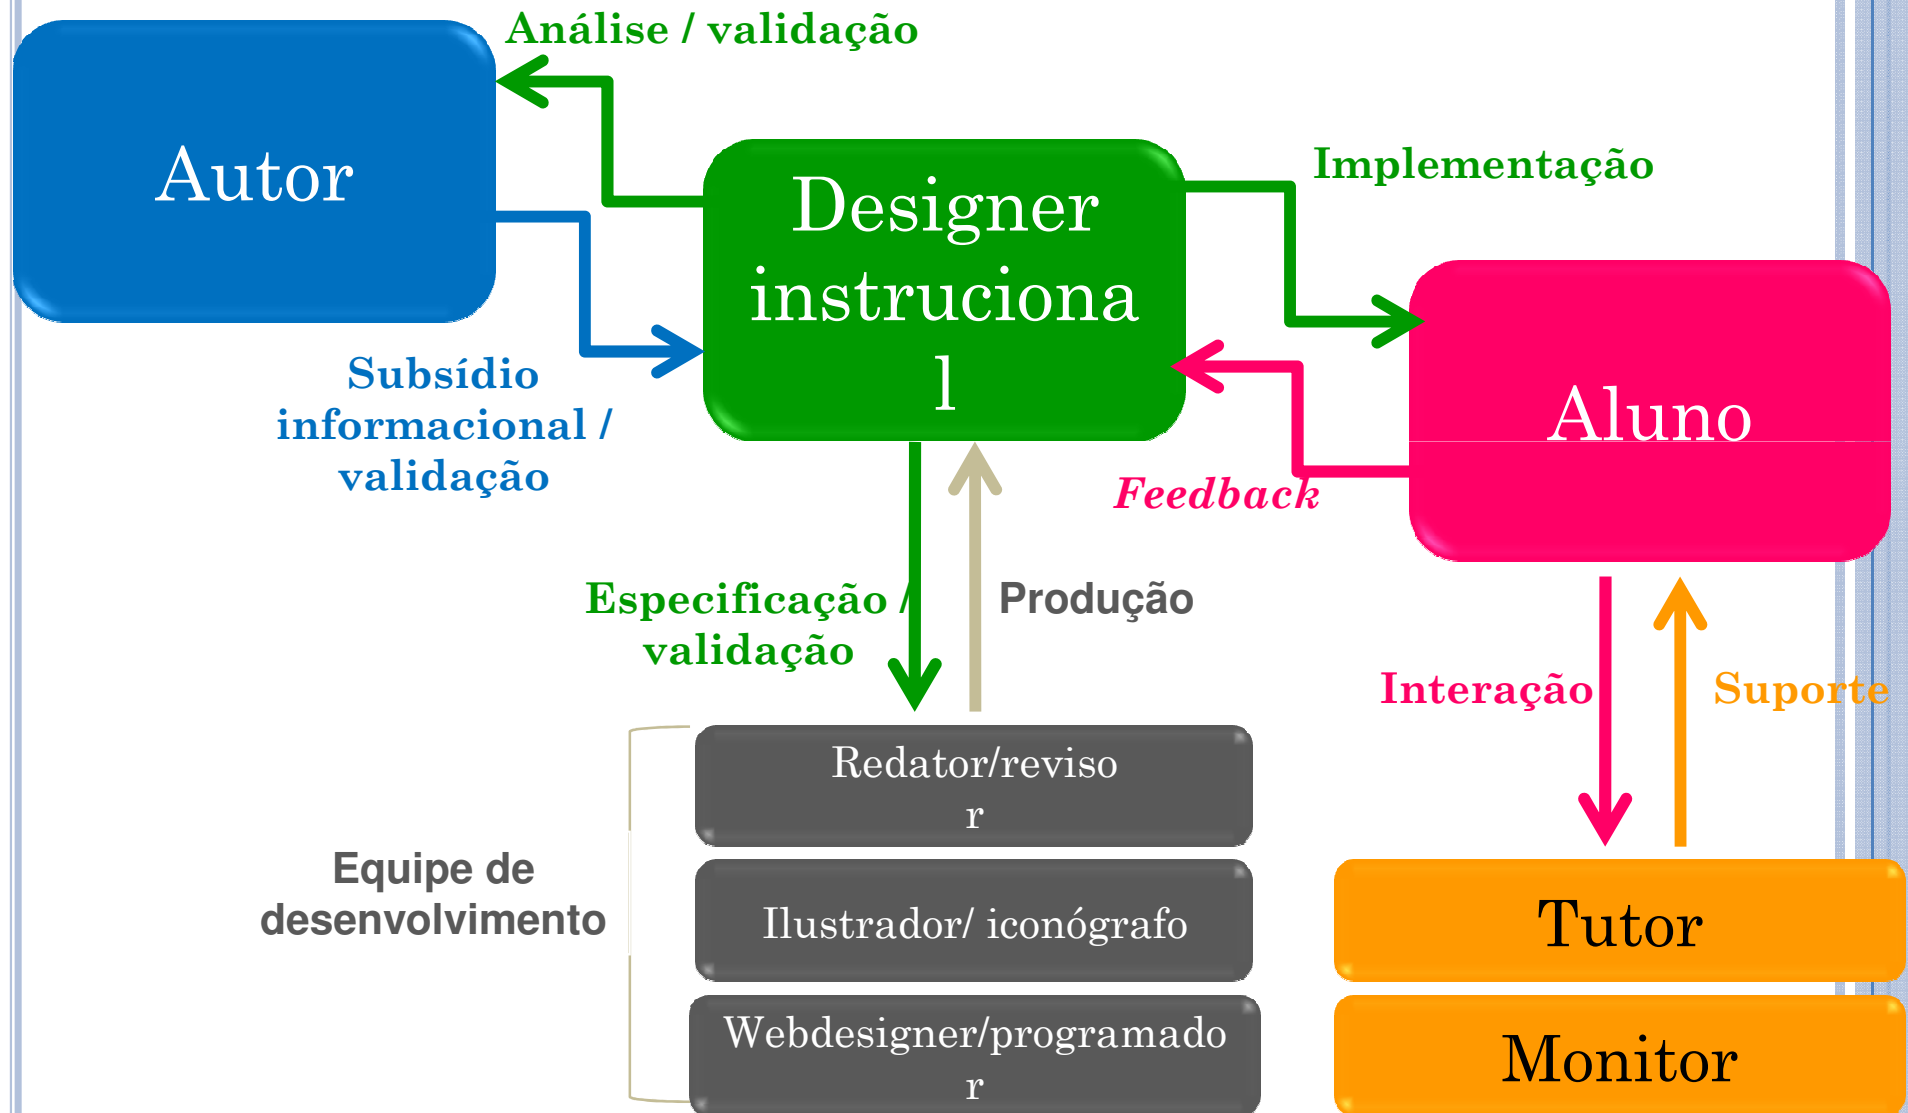 Análise / validação
Autor
Designer
instruciona
l
Implementação
Subsídio
informacional /
validação
Aluno
Feedback
Especificação /
validação
Produção
Interação
Suporte
Redator/reviso
r
Equipe de
desenvolvimento
Ilustrador/ iconógrafo
Tutor
Webdesigner/programado
r
Monitor